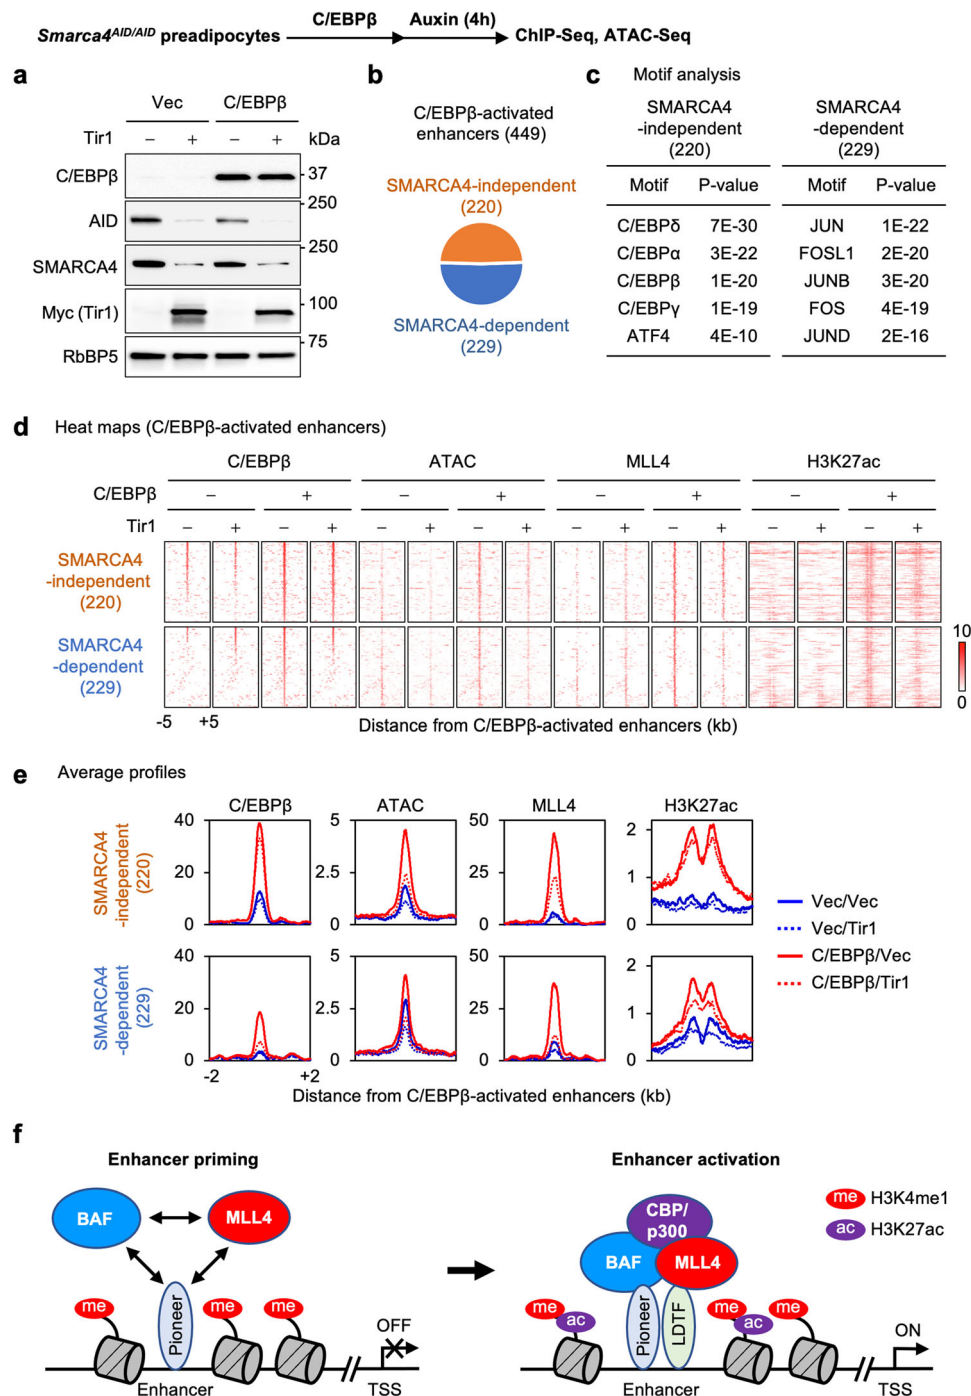 Smarca4AID/AID preadipocytes C/EBPβ Auxin (4h) ChIP-Seq, ATAC-Seq
a
Vec C/EBPβ
Tir1 – + – + kDa
C/EBPβ 37
250
AID
250
SMARCA4
100
Myc (Tir1)
75
RbBP5
b
C/EBPβ-activated
enhancers (449)
SMARCA4-independent
(220)
SMARCA4-dependent
(229)
c Motif analysis
SMARCA4
-independent
(220)
Motif P-value
C/EBPδ 7E-30
C/EBPα 3E-22
C/EBPβ 1E-20
C/EBPγ 1E-19
ATF4 4E-10
SMARCA4
-dependent
(229)
Motif P-value
JUN 1E-22
FOSL1 2E-20
JUNB 3E-20
FOS 4E-19
JUND 2E-16
d Heat maps (C/EBPβ-activated enhancers)
C/EBPβ ATAC MLL4 H3K27ac
C/EBPβ – + – + – + – +
Tir1 – + – + – + – + – + – + – + – +
SMARCA4
-independent
(220)
SMARCA4
-dependent
(229)
10
0
-5 +5 Distance from C/EBPβ-activated enhancers (kb)
e Average profiles
C/EBPβ ATAC MLL4 H3K27ac
SMARCA4
-independent
(220)
40 5 50 2
20 2.5 25 1
0 0 0 0
SMARCA4
-dependent
(229)
40 5 50 2
20 2.5 25 1
0 0 0 0
-2 +2
Distance from C/EBPβ-activated enhancers (kb)
Vec/Vec
Vec/Tir1
C/EBPβ/Vec
C/EBPβ/Tir1
f
Enhancer priming
BAF MLL4
me me me
Pioneer
OFF
Enhancer TSS
Enhancer activation
CBP/
p300
BAF MLL4
me ac me ac me
Pioneer LDTF
ON
Enhancer TSS
me H3K4me1
ac H3K27ac